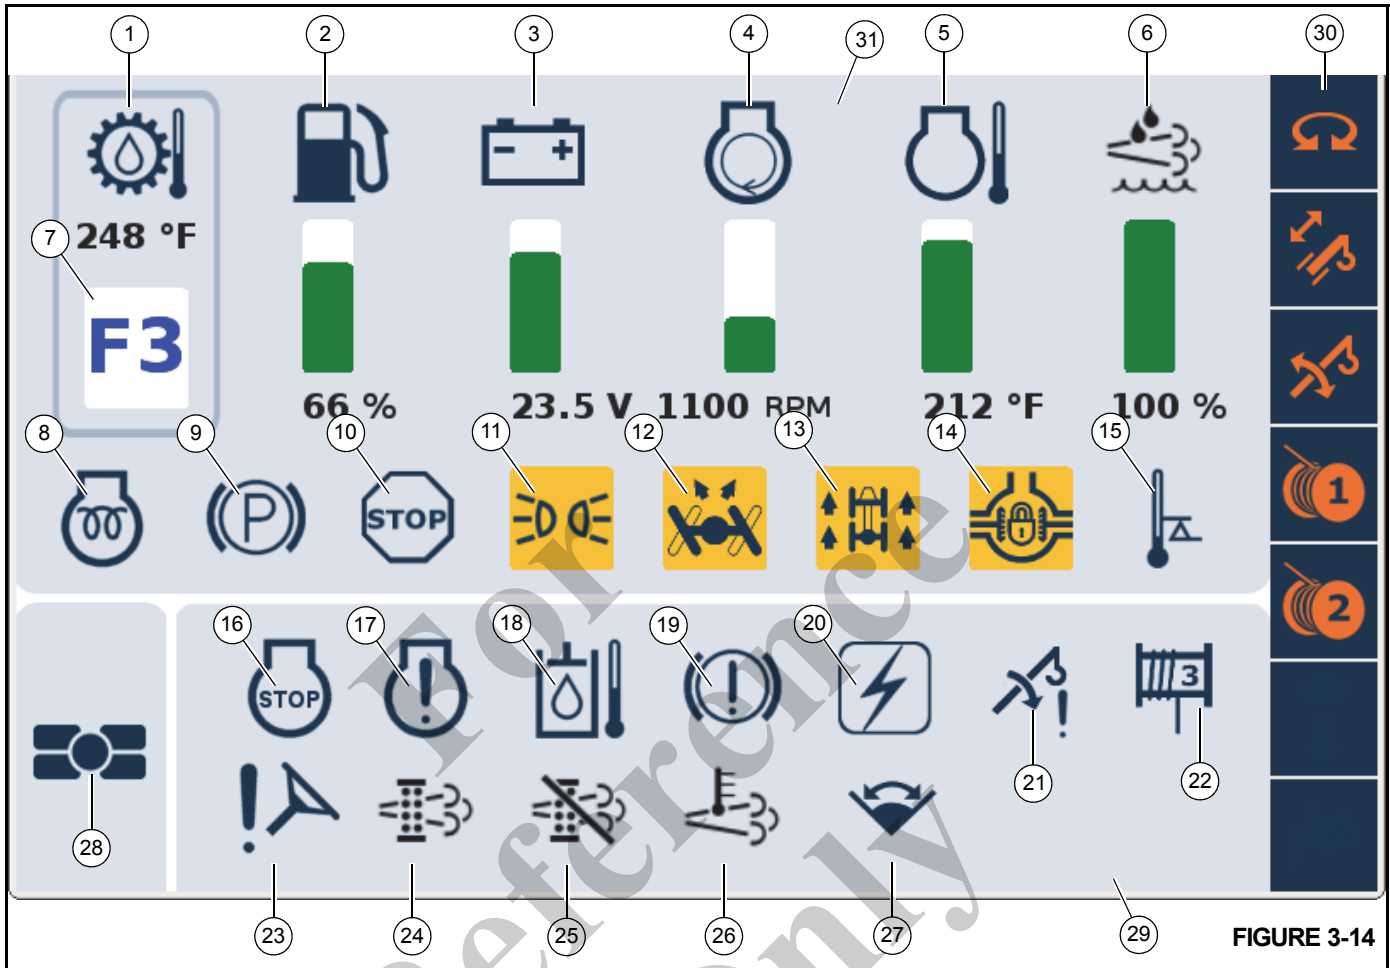 1 2 3 4 31 5 6 30
7 248 °F
F3
66 % 23.5 V 1100 RPM 212 °F 100 %
8 9 10 11 12 13 14 15
P STOP
1
2
16 17 18 19 20
STOP
3
21 22
28
23 24 25 26 27 29
FIGURE 3-14
For
Reference
Only